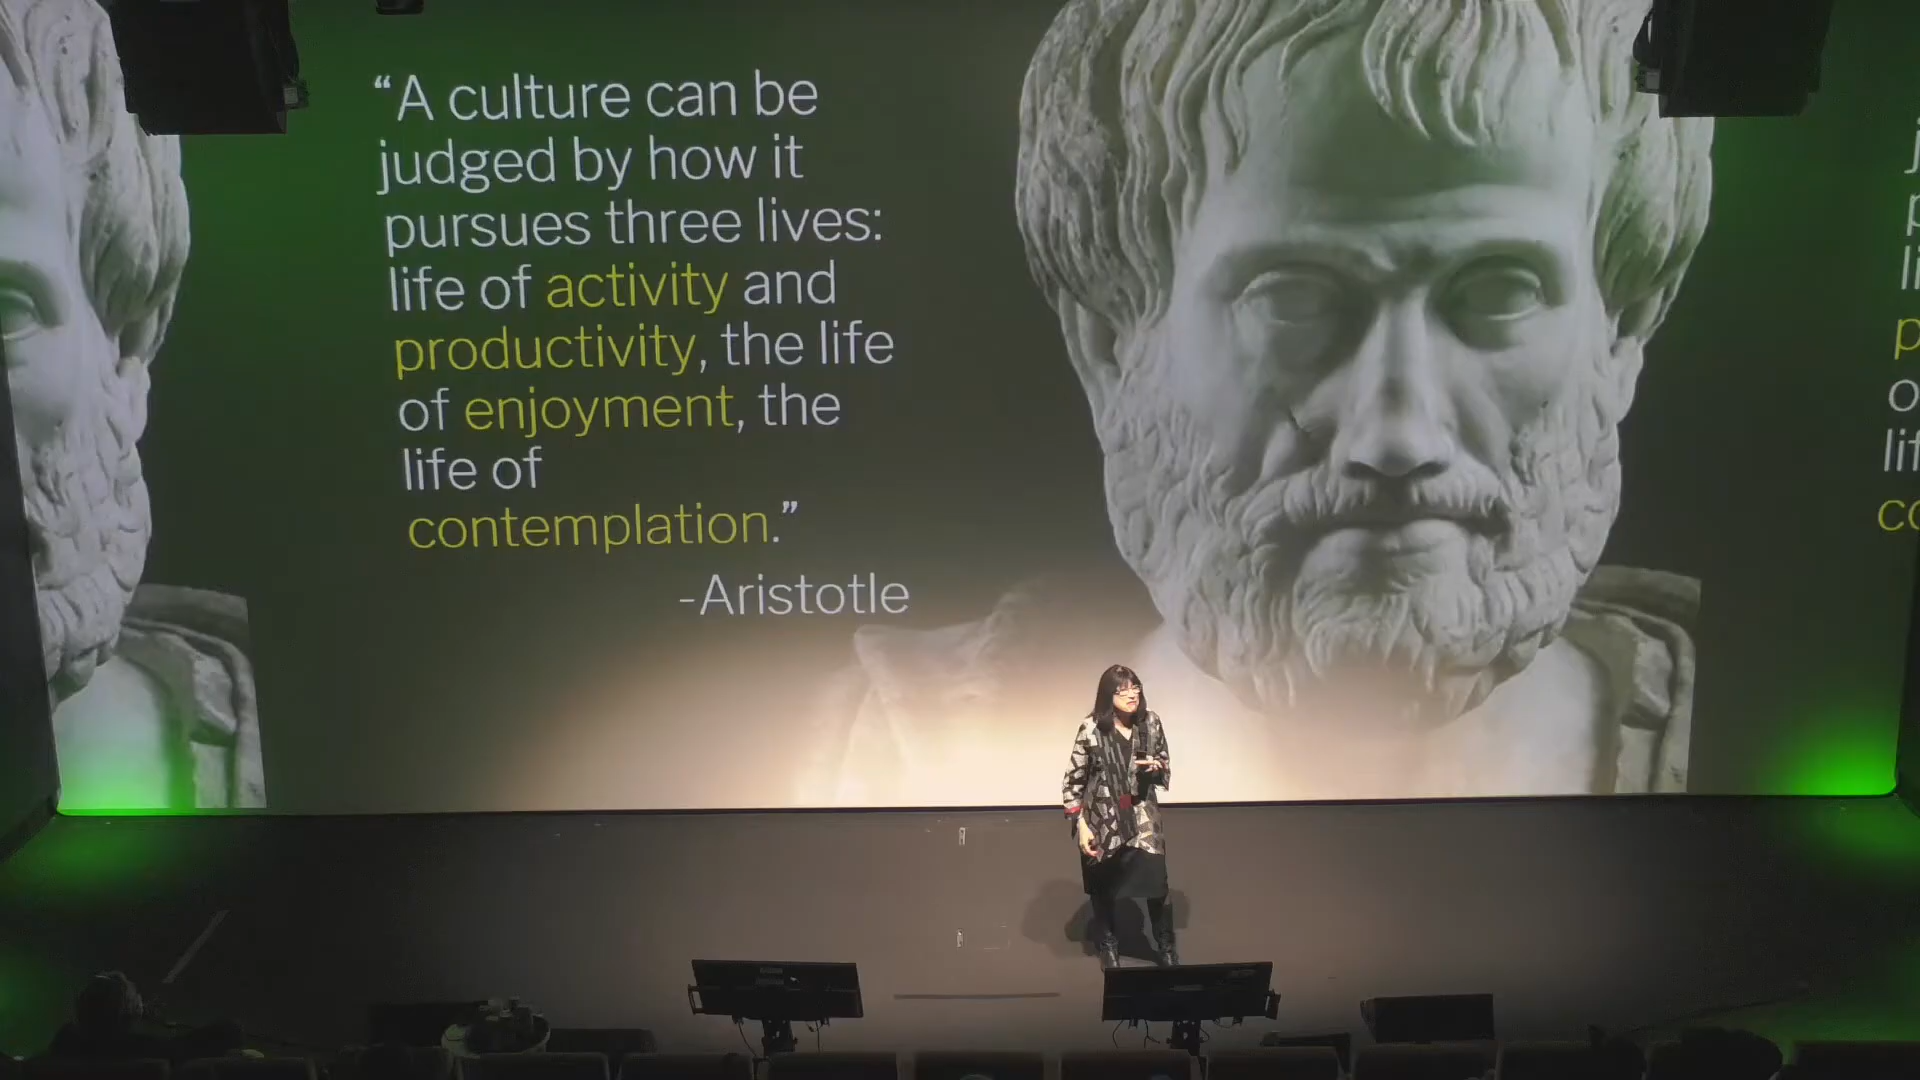 “A culture can be
judged by how it
pursues three lives:
life of activity and
productivity, the life
of enjoyment, the
life of
contemplation.”
-Aristotle